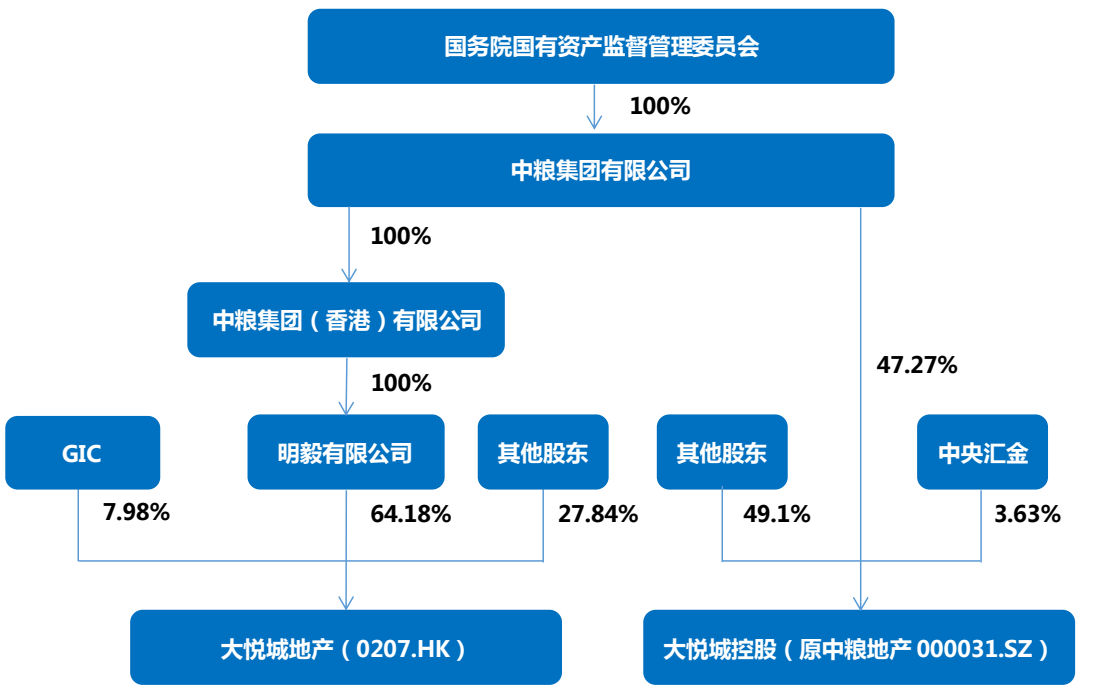 国务院国有资产监督管理委员会
100%
中粮集团有限公司
100%
中粮集团（香港）有限公司
47.27%
100%
GIC
明毅有限公司
其他股东
其他股东
中央汇金
7.98%
64.18%
27.84%
49.1%
3.63%
大悦城地产（0207.HK）
大悦城控股（原中粮地产 000031.SZ）